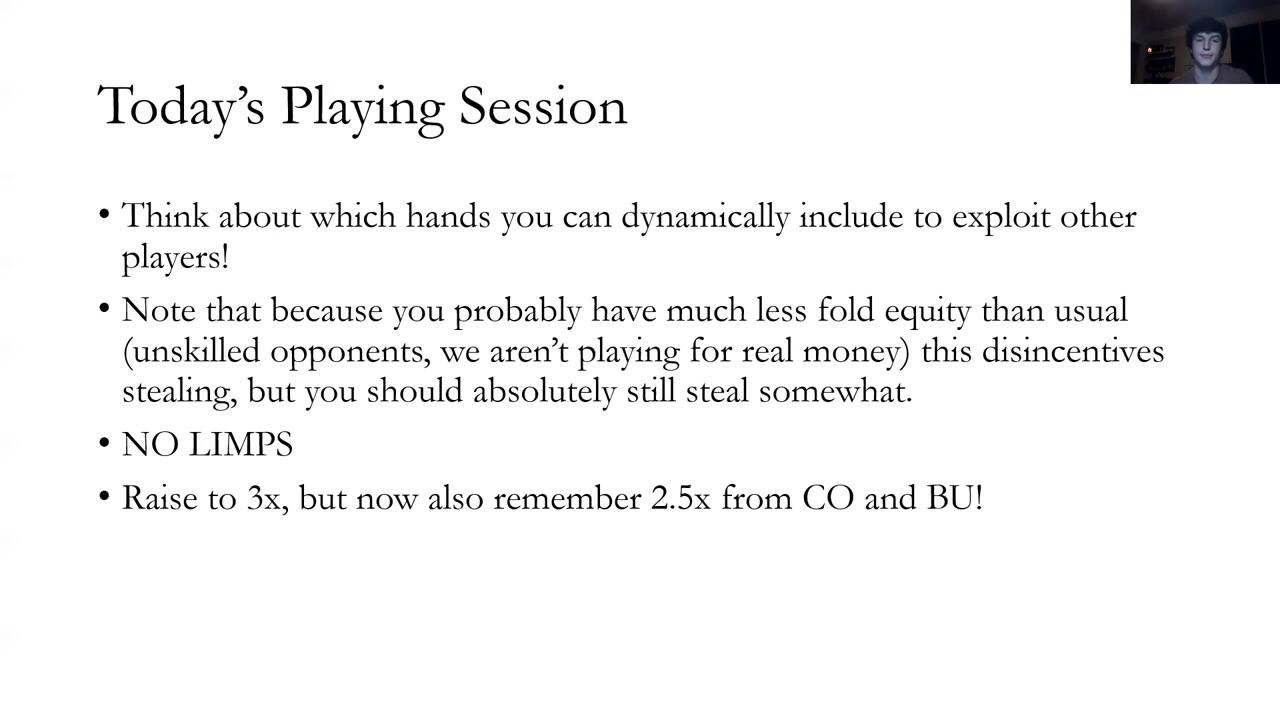 Today’s Playing Session
• Think about which hands you can dynamically include to exploit other
players!
• Note that because you probably have much less fold equity than usual
(unskilled opponents, we aren’t playing for real money) this disincentives
stealing, but you should absolutely still steal somewhat.
• NO LIMPS
• Raise to 3x, but now also remember 2.5x from CO and BU!